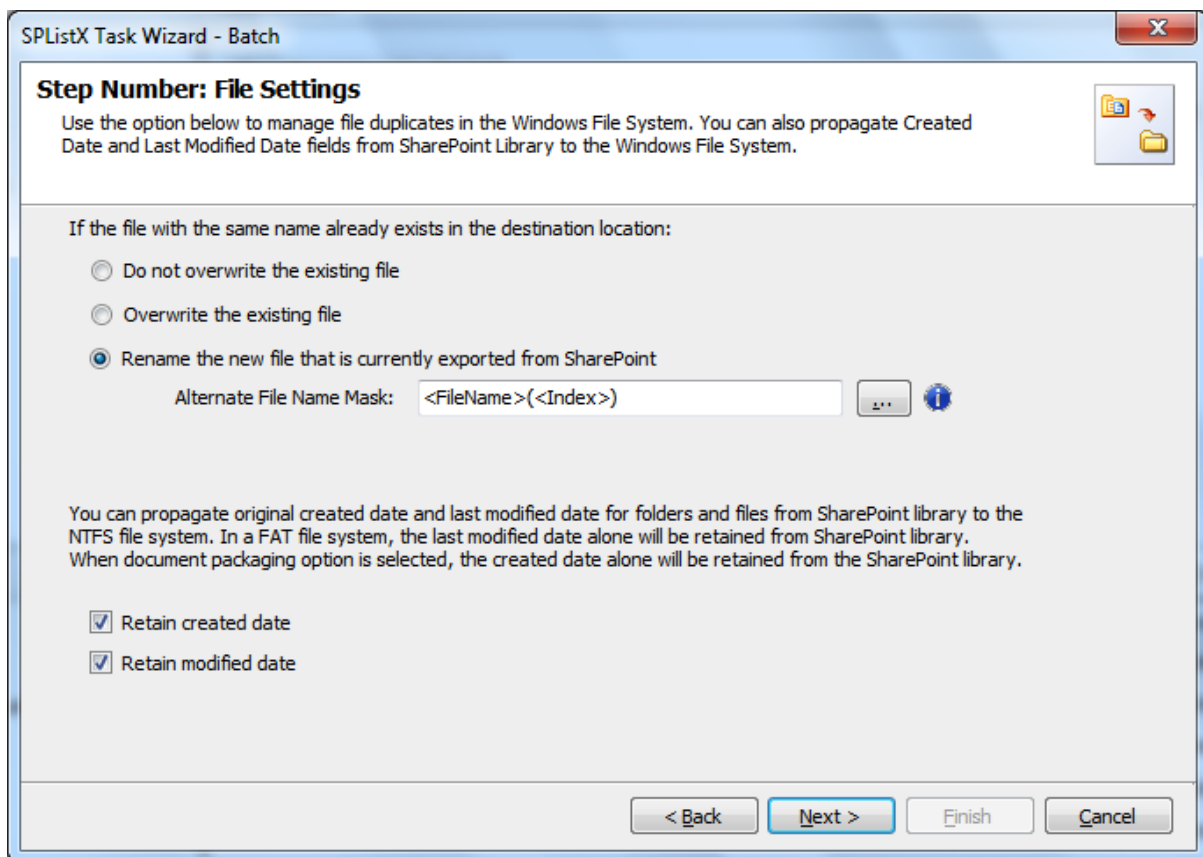 SPListX Task Wizard - Batch
X
Step Number: File Settings
Use the option below to manage file duplicates in the Windows File System. You can also propagate Created
Date and Last Modified Date fields from SharePoint Library to the Windows File System.
If the file with the same name already exists in the destination location:
Do not overwrite the existing file
Overwrite the existing file
Rename the new file that is currently exported from SharePoint
Alternate File Name Mask: <FileName>(<Index>) ... i
You can propagate original created date and last modified date for folders and files from SharePoint library to the
NTFS file system. In a FAT file system, the last modified date alone will be retained from SharePoint library.
When document packaging option is selected, the created date alone will be retained from the SharePoint library.
Retain created date
Retain modified date
< Back Next > Finish Cancel